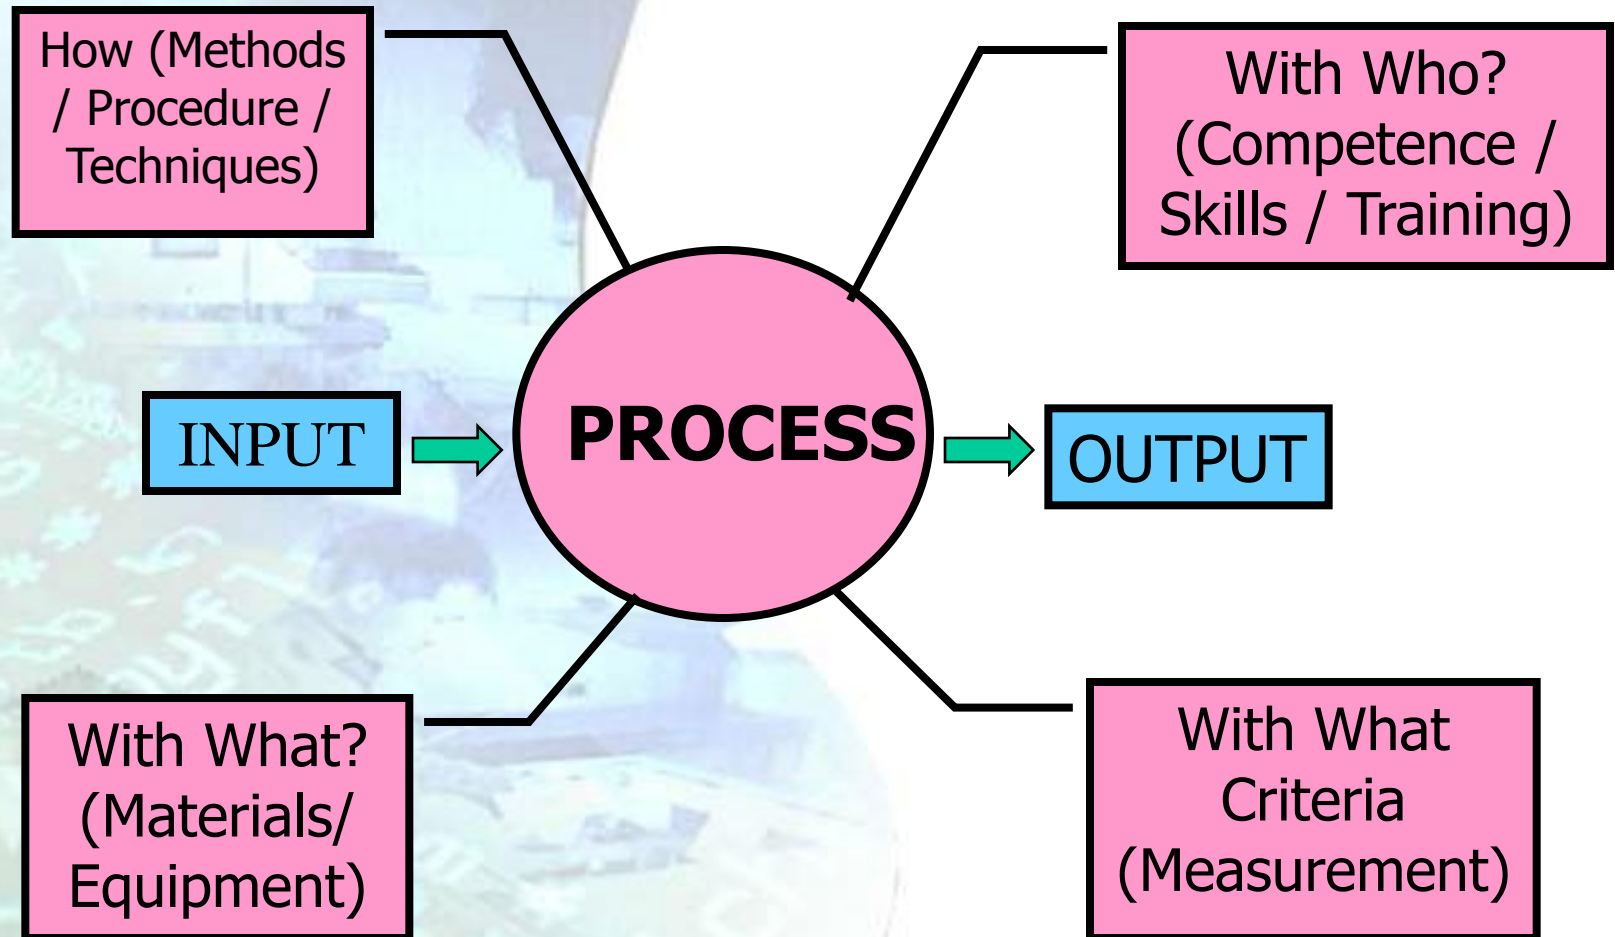 How (Methods
/ Procedure /
Techniques)
With Who?
(Competence /
Skills / Training)
INPUT
PROCESS
OUTPUT
With What?
(Materials/
Equipment)
With What
Criteria
(Measurement)